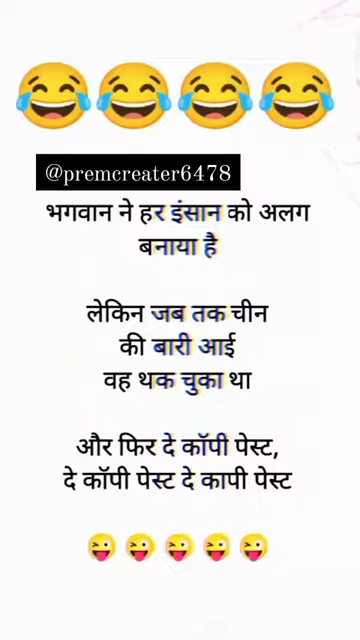 😂😂😂😂
@premcreater6478
भगवान ने हर इंसान को अलग
बनाया है
लेकिन जब तक चीन
की बारी आई
वह थक चुका था
और फिर दे कॉपी पेस्ट,
दे कॉपी पेस्ट दे कापी पेस्ट
😜😜😜😜😜